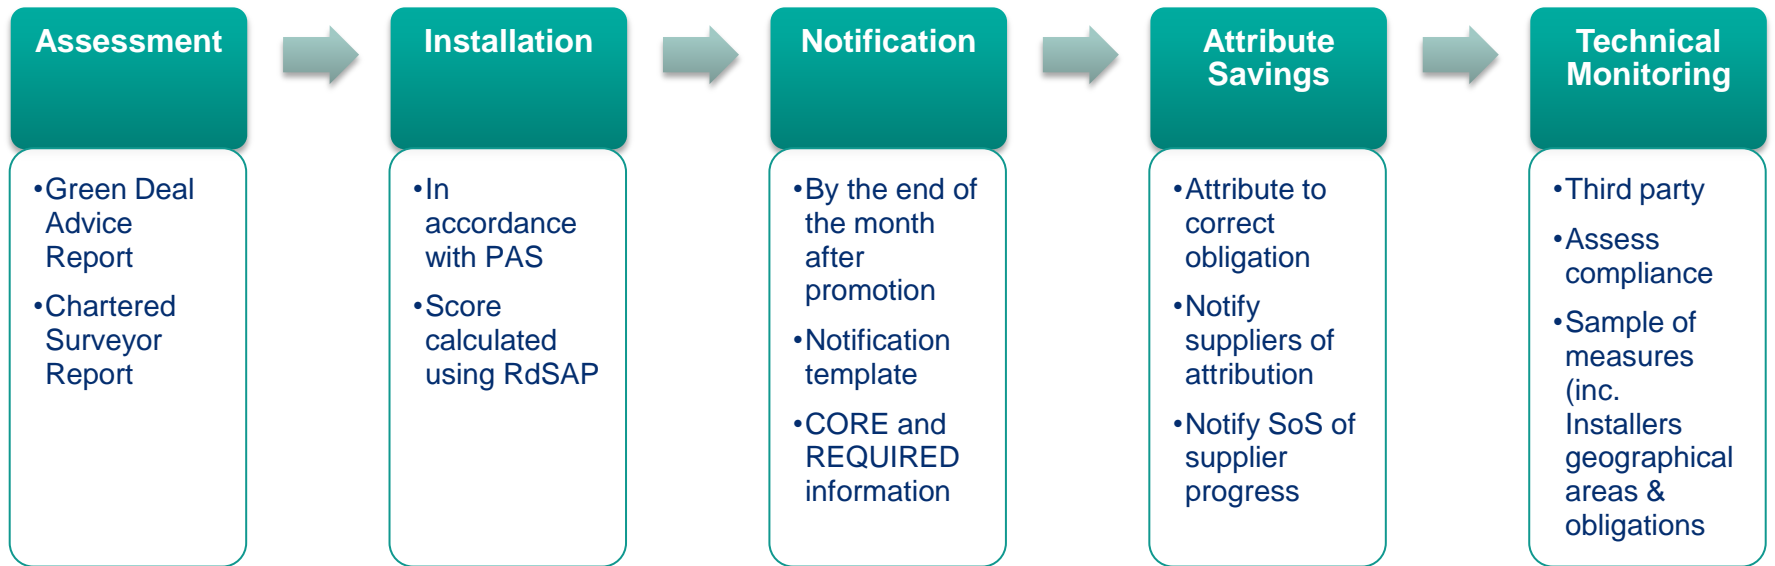 Assessment
•Green Deal
Advice
Report
•Chartered
Surveyor
Report
Installation
•In
accordance
with PAS
•Score
calculated
using RdSAP
Notification
•By the end of
the month
after
promotion
•Notification
template
•CORE and
REQUIRED
information
Attribute
Savings
•Attribute to
correct
obligation
•Notify
suppliers of
attribution
•Notify SoS of
supplier
progress
Technical
Monitoring
•Third party
•Assess
compliance
•Sample of
measures
(inc.
Installers
geographical
areas &
obligations